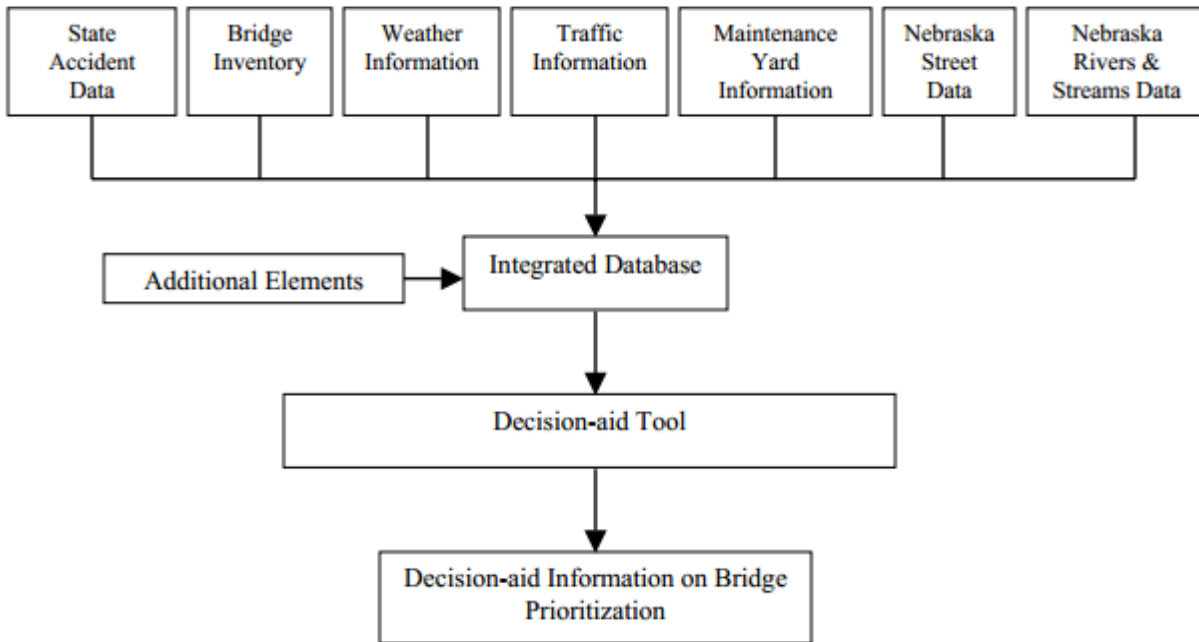 State
Accident
Data
Bridge
Inventory
Weather
Information
Traffic
Information
Maintenance
Yard
Information
Nebraska
Street
Data
Nebraska
Rivers &
Streams Data
Integrated Database
Additional Elements
Decision-aid Tool
Decision-aid Information on Bridge
Prioritization